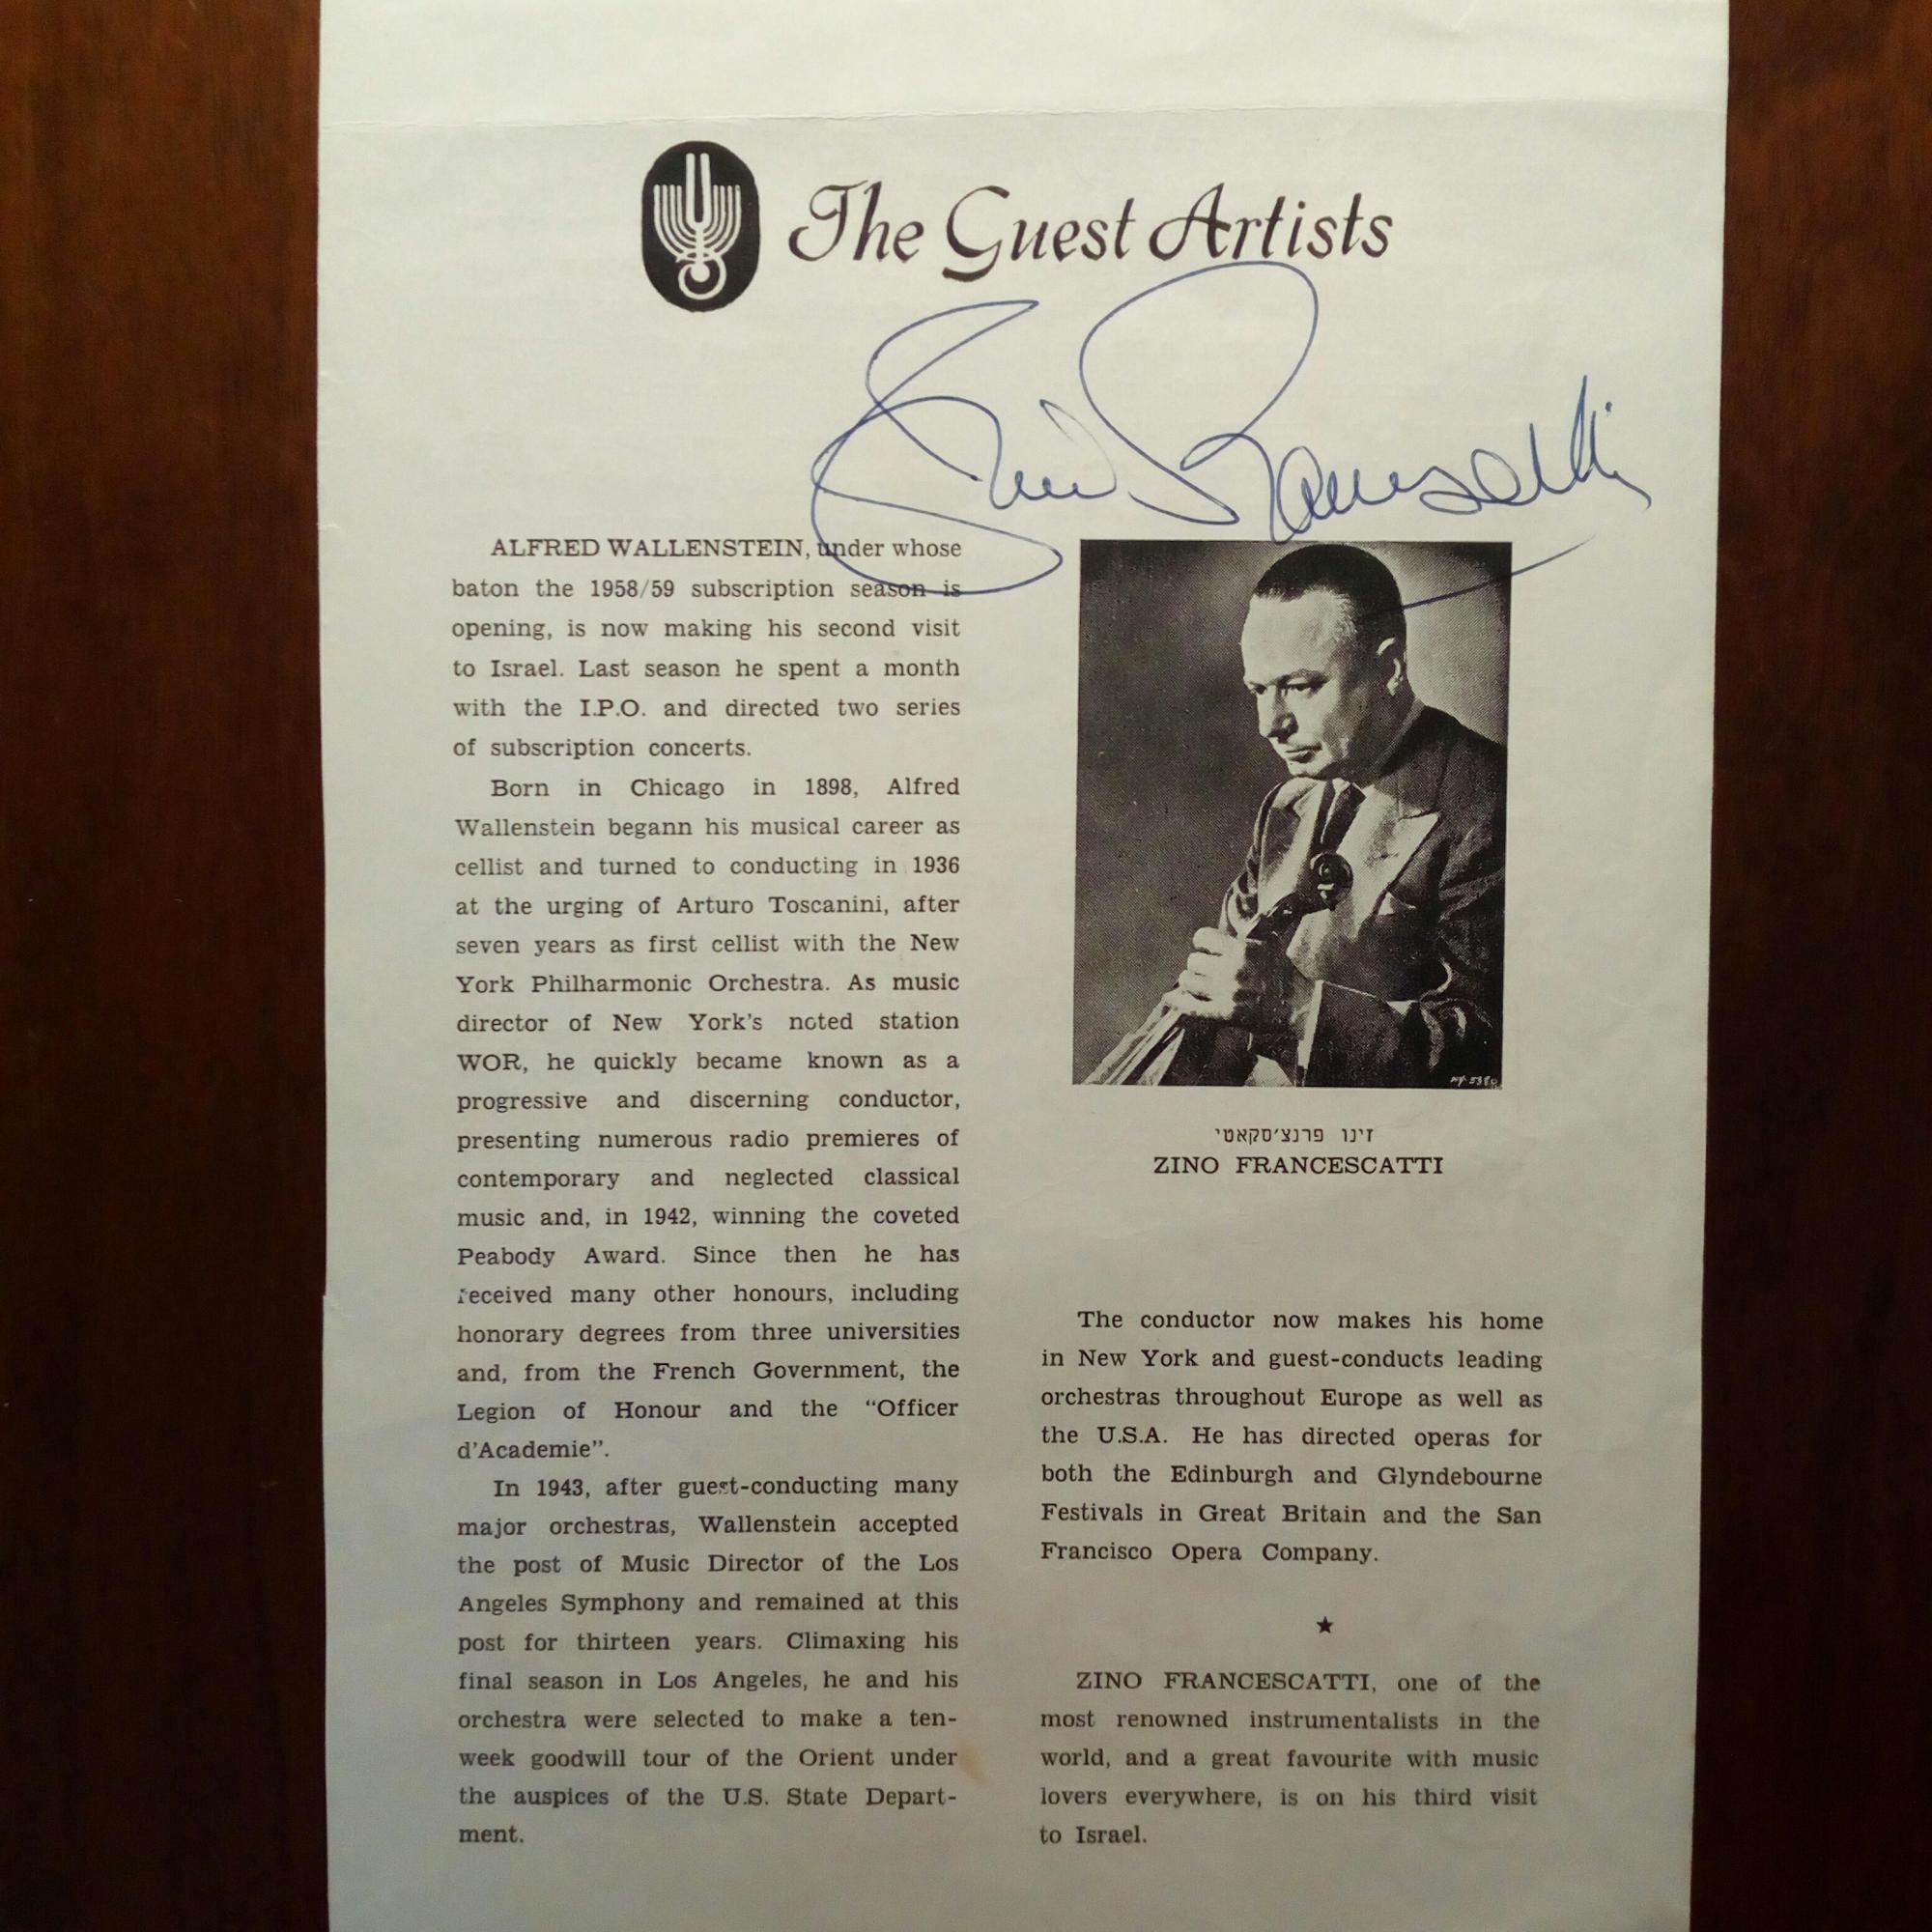 The Guest Artists
Zino Francescatti
ALFRED WALLENSTEIN, under whose
baton the 1958/59 subscription season is
opening, is now making his second visit
to Israel. Last season he spent a month
with the I.P.O. and directed two series
of subscription concerts.
Born in Chicago in 1898, Alfred
Wallenstein begann his musical career as
cellist and turned to conducting in 1936
at the urging of Arturo Toscanini, after
seven years as first cellist with the New
York Philharmonic Orchestra. As music
director of New York's noted station
WOR, he quickly became known as a
progressive and discerning conductor,
presenting numerous radio premieres of
contemporary and neglected classical
music and, in 1942, winning the coveted
Peabody Award. Since then he has
received many other honours, including
honorary degrees from three universities
and, from the French Government, the
Legion of Honour and the "Officer
d'Academie".
In 1943, after guest-conducting many
major orchestras, Wallenstein accepted
the post of Music Director of the Los
Angeles Symphony and remained at this
post for thirteen years. Climaxing his
final season in Los Angeles, he and his
orchestra were selected to make a ten-
week goodwill tour of the Orient under
the auspices of the U.S. State Depart-
ment.
זינו פרנצ'סקאטי
ZINO FRANCESCATTI
The conductor now makes his home
in New York and guest-conducts leading
orchestras throughout Europe as well as
the U.S.A. He has directed operas for
both the Edinburgh and Glyndebourne
Festivals in Great Britain and the San
Francisco Opera Company.
★
ZINO FRANCESCATTI, one of the
most renowned instrumentalists in the
world, and a great favourite with music
lovers everywhere, is on his third visit
to Israel.